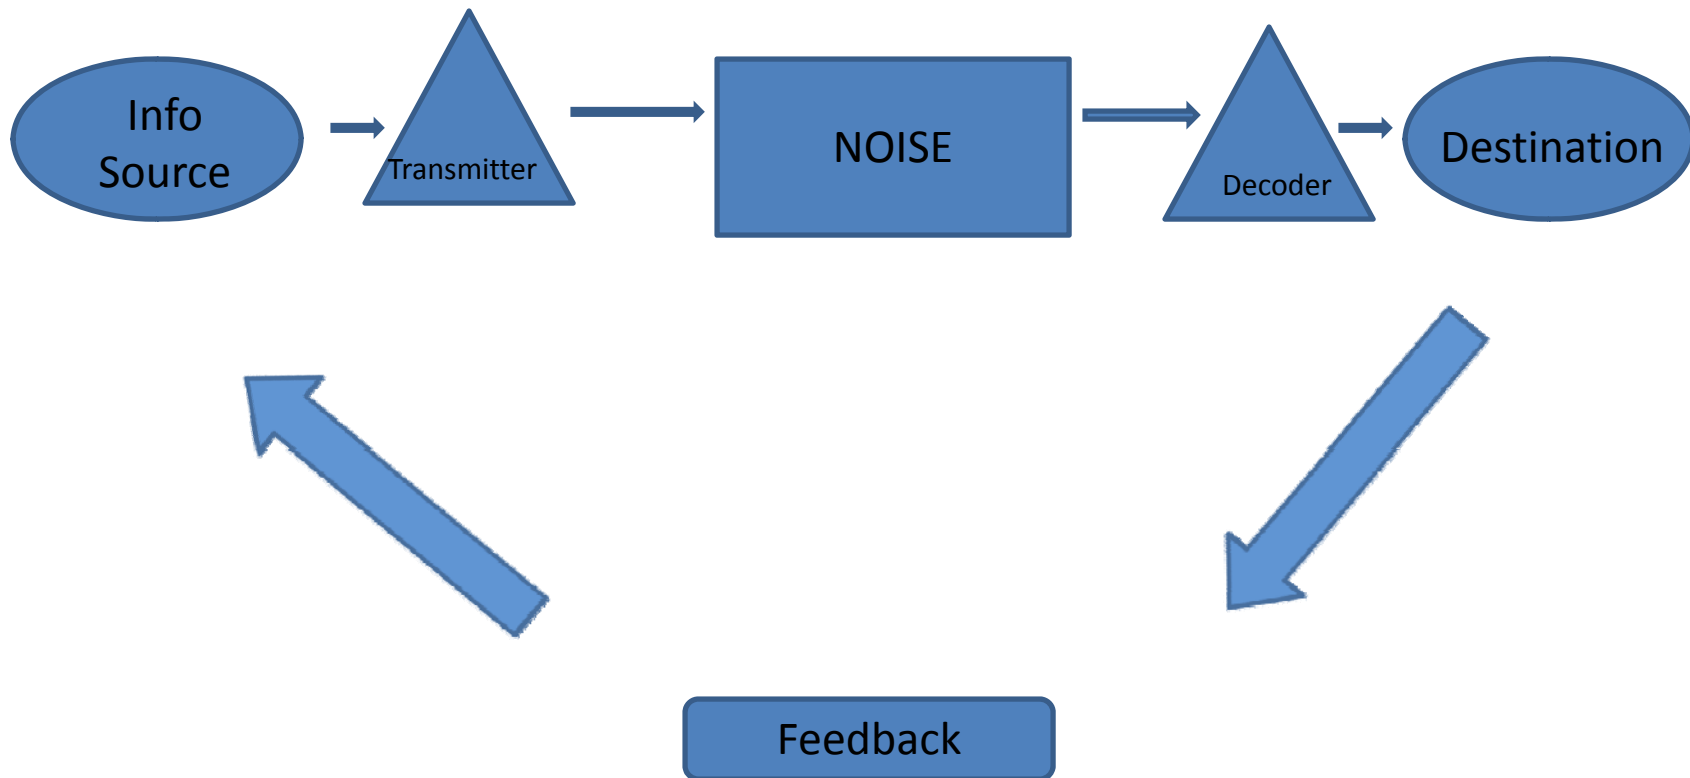 Info
Source
Transmitter
NOISE
Decoder
Destination
Feedback